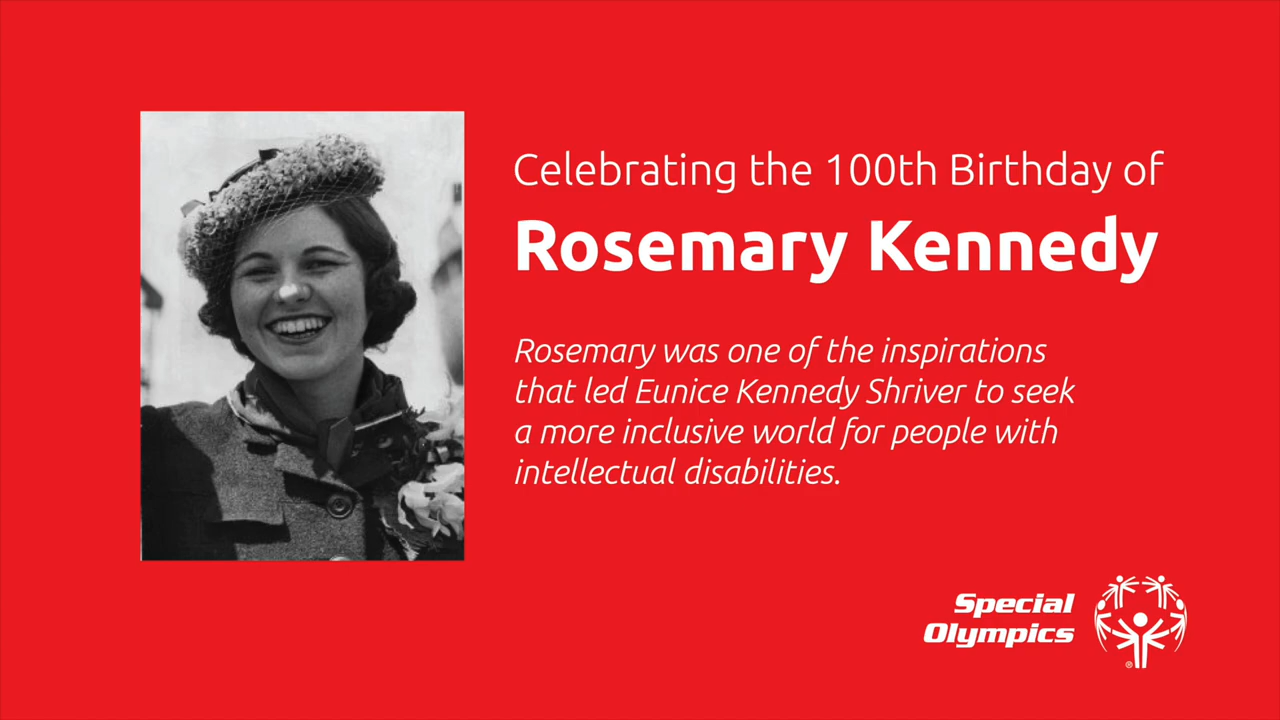 Celebrating the 100th Birthday of
Rosemary Kennedy
Rosemary was one of the inspirations
that led Eunice Kennedy Shriver to seek
a more inclusive world for people with
intellectual disabilities.
Special
Olympics
®